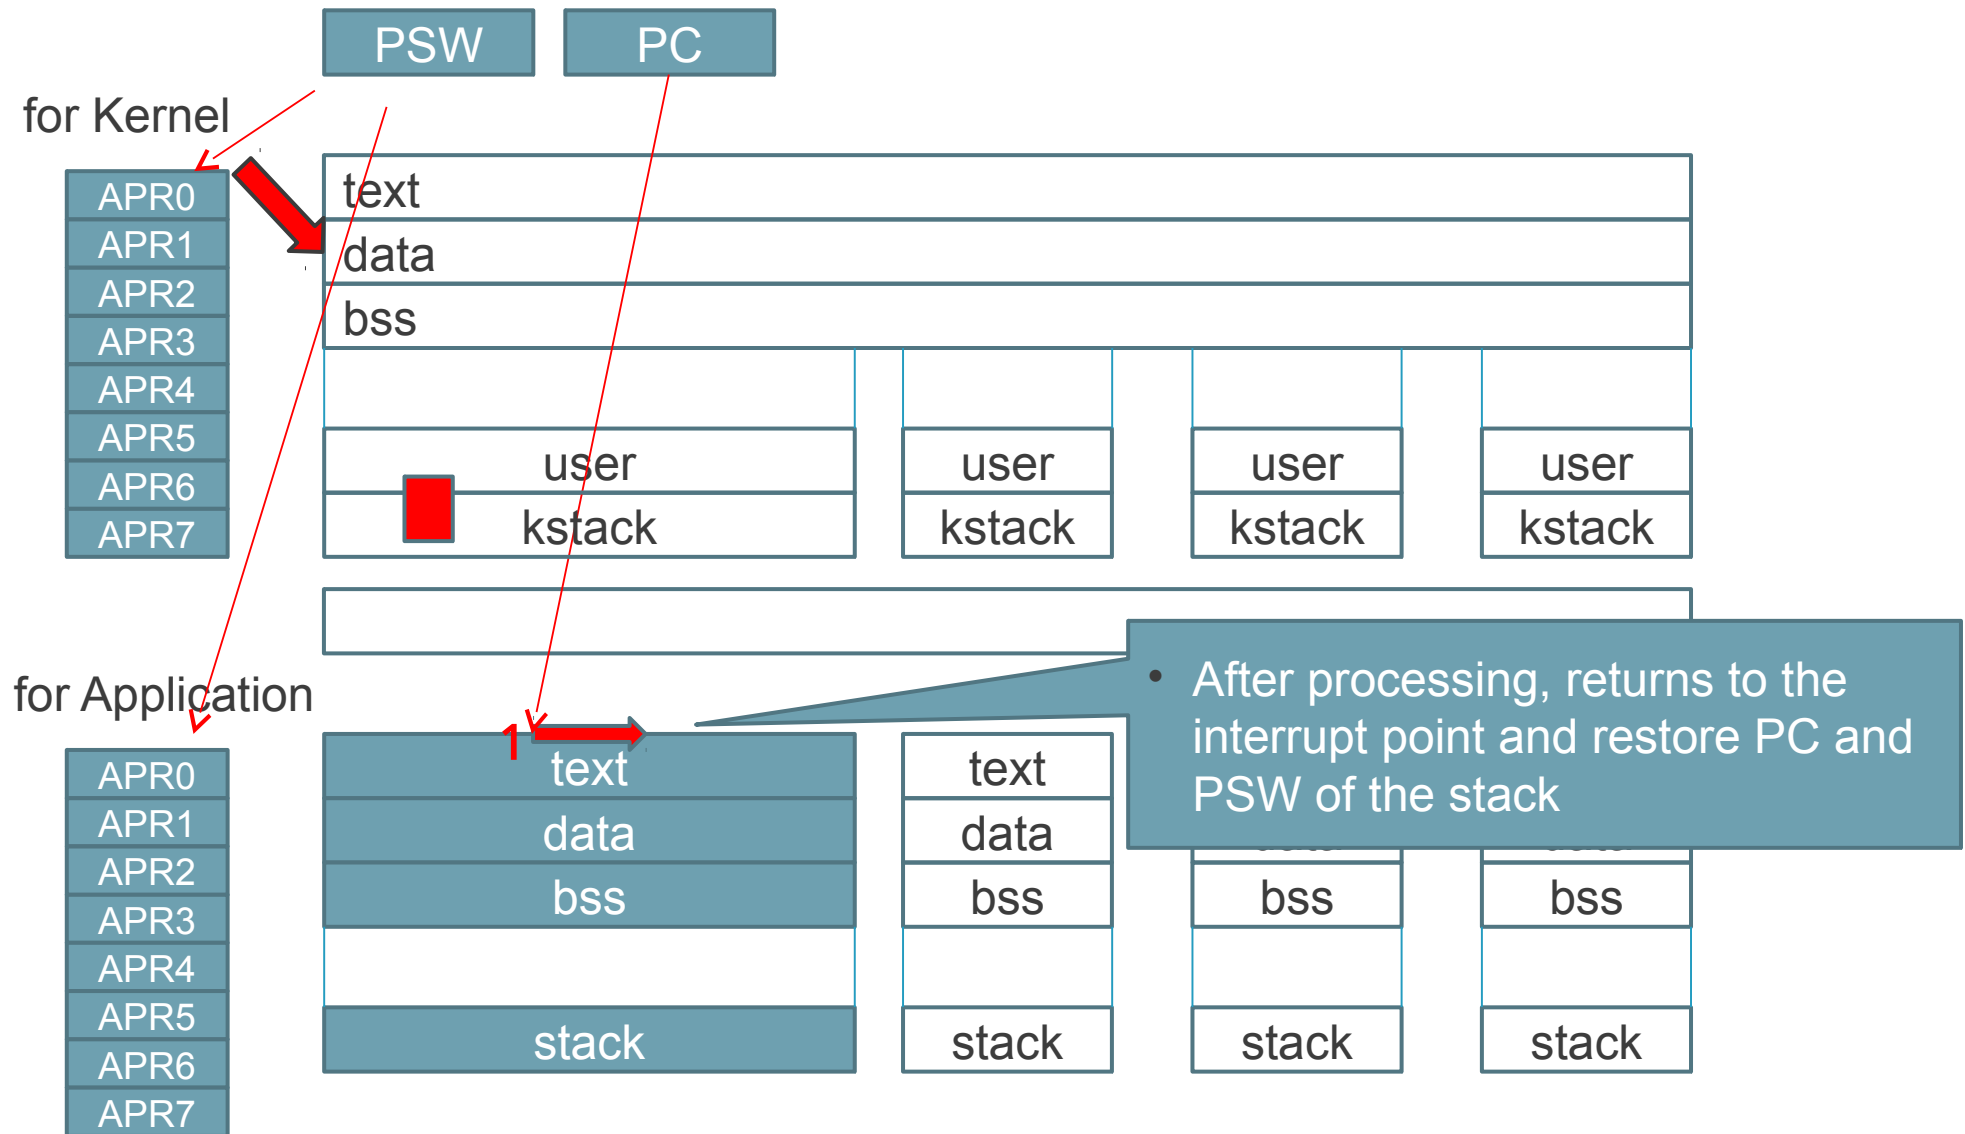 PSW PC
for Kernel
APR0
APR1
APR2
APR3
APR4
APR5
APR6
APR7
text
data
bss
user user user user
kstack kstack kstack kstack
for Application
APR0
APR1
APR2
APR3
APR4
APR5
APR6
APR7
1
text text
data data
bss bss bss bss
stack stack stack stack
• After processing, returns to the
interrupt point and restore PC and
PSW of the stack